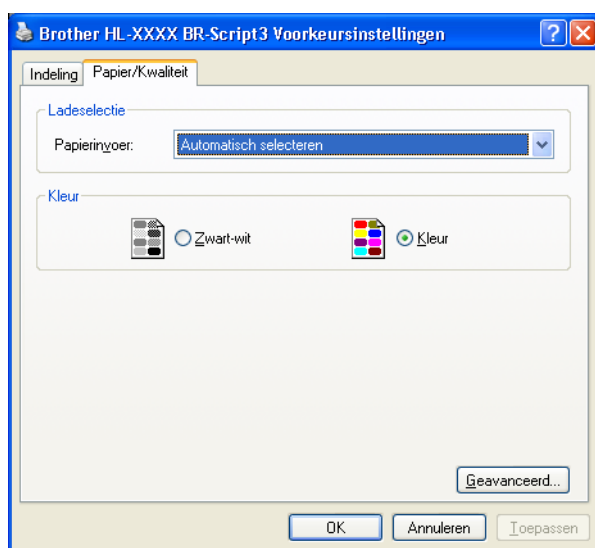 Brother HL-XXXX BR-Script3 Voorkeursinstellingen
Indeling Papier/Kwaliteit
Ladeselectie
Papierinvoer: Automatisch selecteren
Kleur
Zwart-wit Kleur
Geavanceerd...
OK Annuleren Toepassen